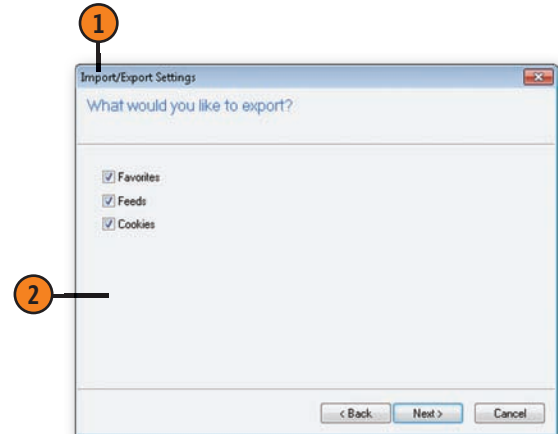 1
Import/Export Settings
What would you like to export?
Favorites
Feeds
Cookies
2
< Back Next > Cancel